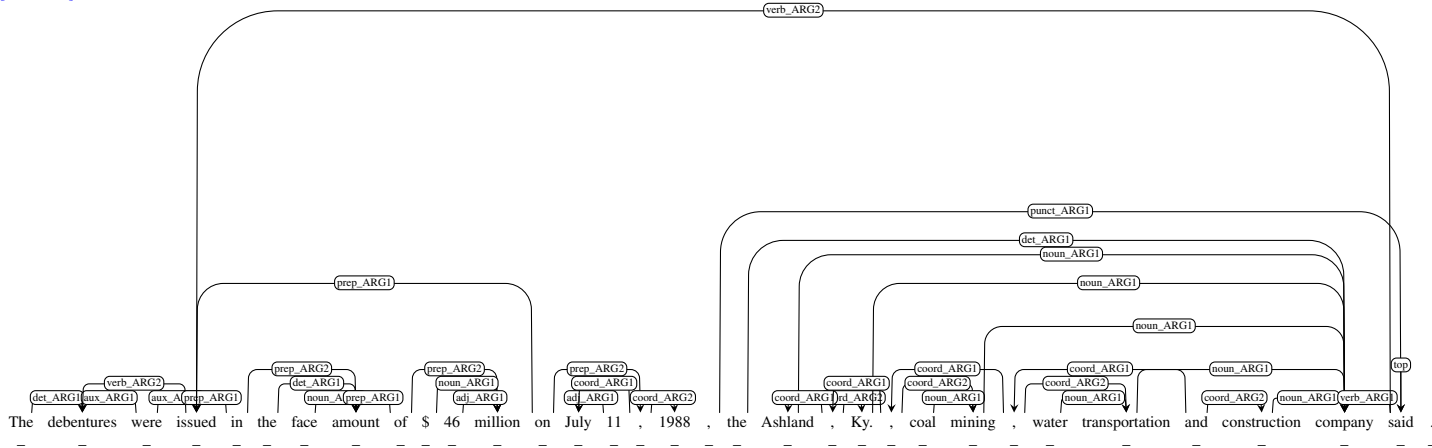 verb_ARG2
punct_ARG1
det_ARG1
noun_ARG1
prep_ARG1 noun_ARG1
noun_ARG1
top
prep_ARG2 prep_ARG2 prep_ARG2 coord_ARG1 coord_ARG1 noun_ARG1
verb_ARG2 det_ARG1 noun_ARG1 coord_ARG1 coord_ARG1 coord_ARG2 coord_ARG2
det_ARG1 aux_ARG1 aux_A prep_ARG1 noun_A prep_ARG1 adj_ARG1 adj_ARG1 coord_ARG2 coord_ARG1 rd_ARG2 noun_ARG1 noun_ARG1 coord_ARG2 noun_ARG1 verb_ARG1
The debentures were issued in the face amount of $ 46 million on July 11 , 1988 , the Ashland , Ky. , coal mining , water transportation and construction company said .